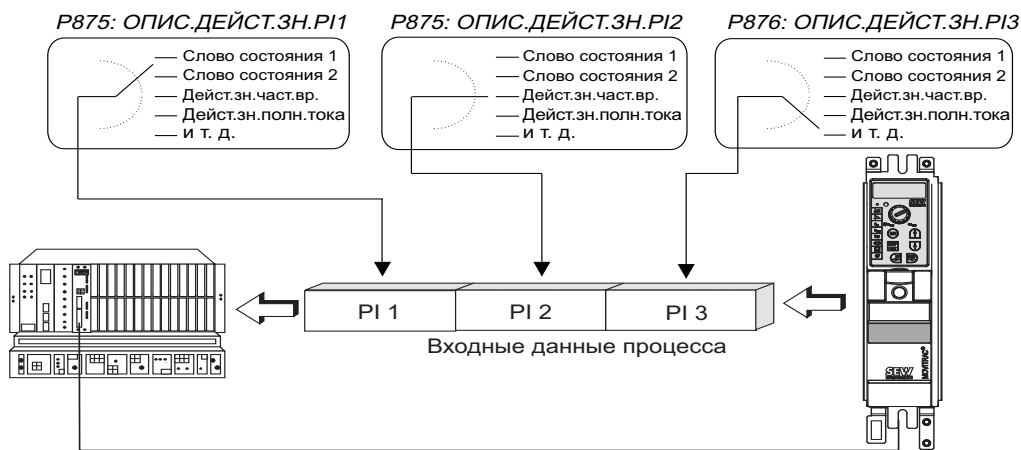 P875: ОПИС.ДЕЙСТ.ЗН.PI1
Слово состояния 1
Слово состояния 2
Дейст.зн.част.вр.
Дейст.зн.полн.тока
и т. д.
P875: ОПИС.ДЕЙСТ.ЗН.PI2
Слово состояния 1
Слово состояния 2
Дейст.зн.част.вр.
Дейст.зн.полн.тока
и т. д.
P876: ОПИС.ДЕЙСТ.ЗН.PI3
Слово состояния 1
Слово состояния 2
Дейст.зн.част.вр.
Дейст.зн.полн.тока
и т. д.
PI 1
PI 2
PI 3
Входные данные процесса
SEW
MOVITRAC®